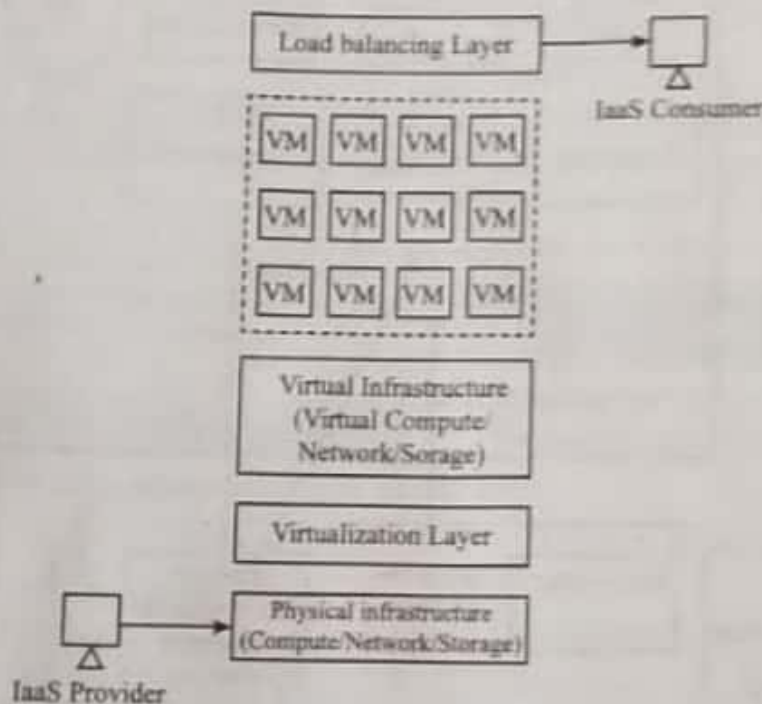 Load balancing Layer
IaaS Consumer
VM VM VM VM
VM VM VM VM
VM VM VM VM
Virtual Infrastructure
(Virtual Compute/
Network/Sorage)
Virtualization Layer
Physical infrastructure
(Compute/Network/Storage)
IaaS Provider